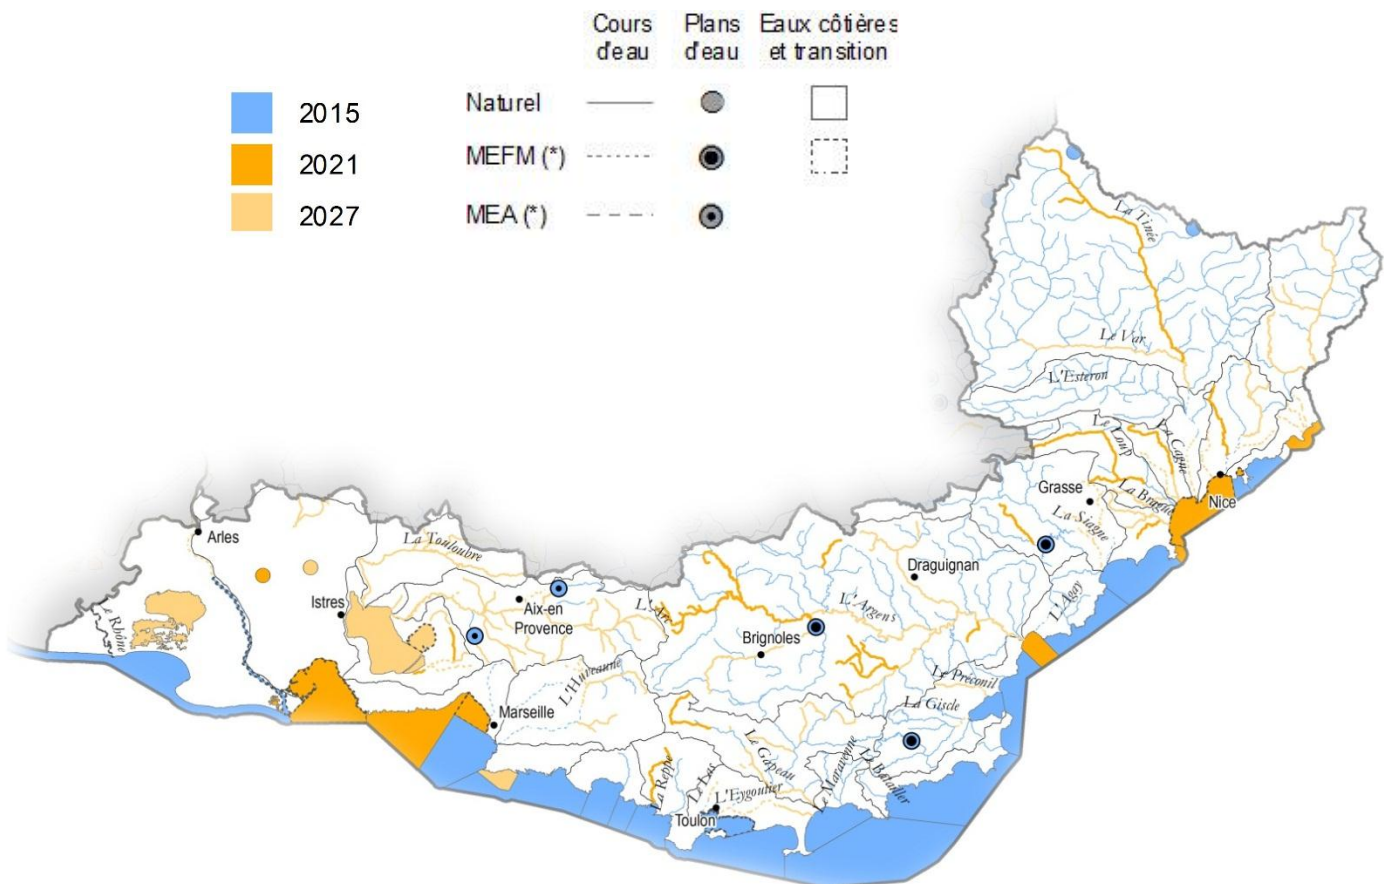 Cours d'eau
Plans d'eau
Eaux côtières et transition
2015
2021
2027
Naturel
MEFM (*)
MEA (*)
La Tinée
Le Var
L'Esteron
Le Loup
La Cagne
Grasse
La Brague
Nice
La Siagne
Arles
La Touloubre
Draguignan
L'Agay
Istres
Aix-en
Provence
L'Arc
L'Argens
Le Rhône
Brignoles
L'Huveaune
Le Préconil
La Giscle
Marseille
Le Gapeau
La Reppe
Le Las
L'Eygoutier
Le Maravenne
Le Batailler
Toulon